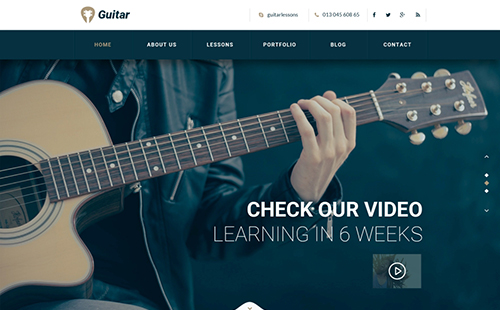 Guitar
guitarlessons
013 045 608 65
HOME
ABOUT US
LESSONS
PORTFOLIO
BLOG
CONTACT
CHECK OUR VIDEO
LEARNING IN 6 WEEKS